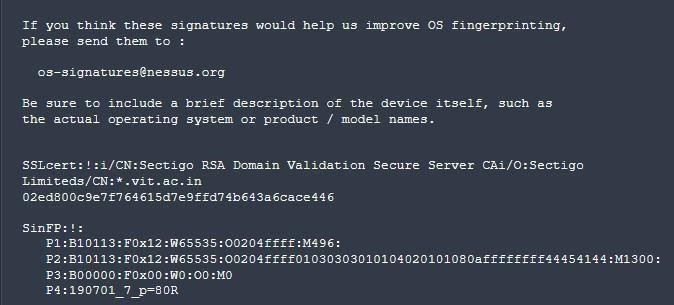 If you think these signatures would help us improve OS fingerprinting,
please send them to :
os-signatures@nessus.org
Be sure to include a brief description of the device itself, such as
the actual operating system or product / model names.
SSLcert:!:i/CN:Sectigo RSA Domain Validation Secure Server CAi/O:Sectigo
Limiteds/CN:*.vit.ac.in
02ed800c9e7f764615d7e9ffd74b643a6cace446
SinFP:!:
P1:B10113:F0x12:W65535:O0204ffff:M496:
P2:B10113:F0x12:W65535:O0204ffff01030303010104020101080affffffff44454144:M1300:
P3:B00000:F0x00:W0:O0:M0
P4:190701_7_p=80R